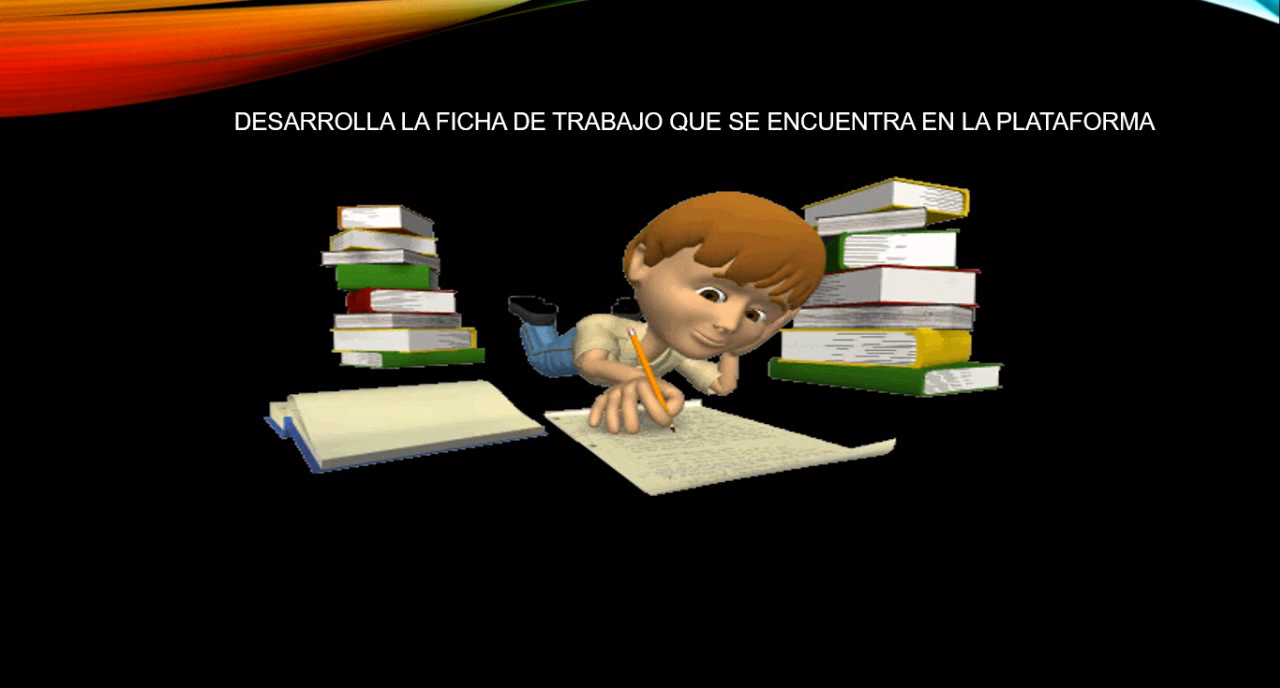 DESARROLLA LA FICHA DE TRABAJO QUE SE ENCUENTRA EN LA PLATAFORMA